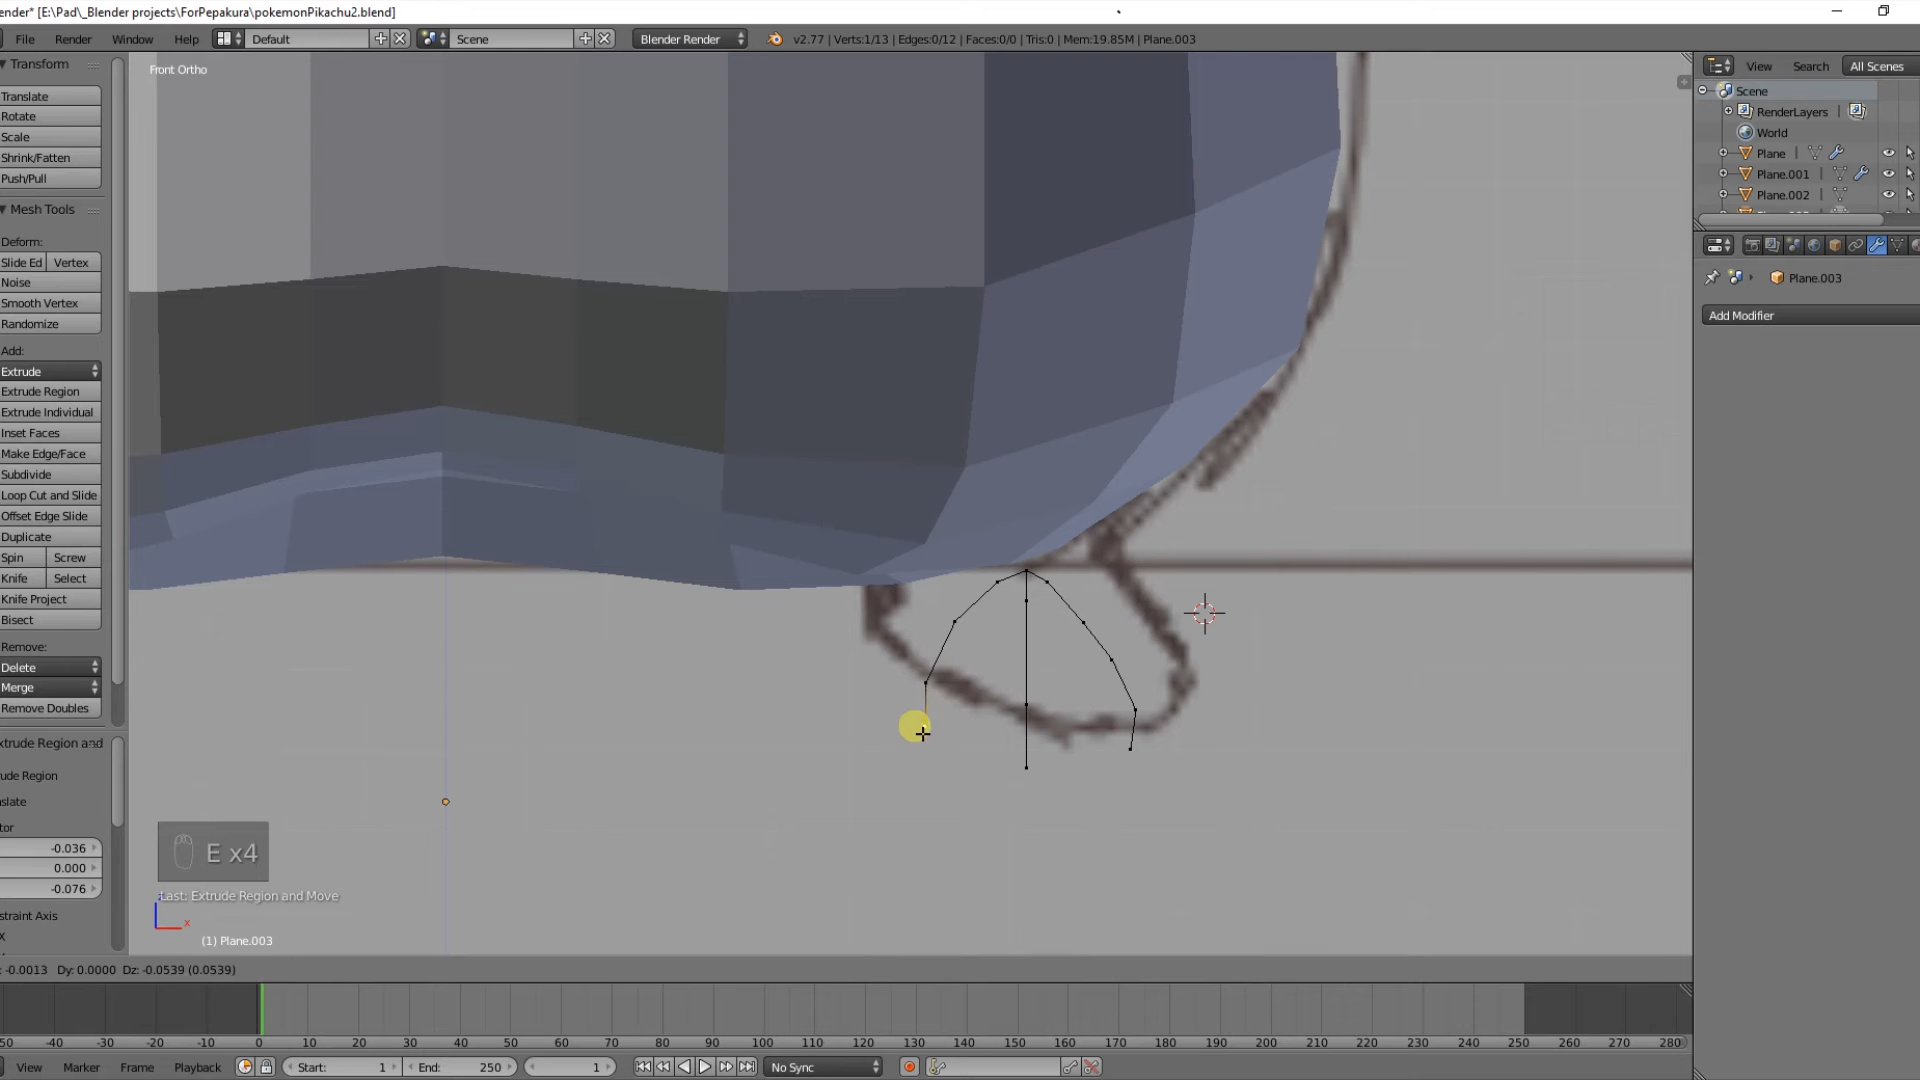 ender* [E:\Pad\_Blender projects\ForPepakura\pokemonPikachu2.blend]
File Render Window Help Default Scene Blender Render v2.77 | Verts:1/13 | Edges:0/12 | Faces:0/0 | Tris:0 | Mem:19.85M | Plane.003
Transform
Translate
Rotate
Scale
Shrink/Fatten
Push/Pull
Mesh Tools
Deform:
Slide Ed Vertex
Noise
Smooth Vertex
Randomize
Add:
Extrude
Extrude Region
Extrude Individual
Inset Faces
Make Edge/Face
Subdivide
Loop Cut and Slide
Offset Edge Slide
Duplicate
Spin Screw
Knife Select
Knife Project
Bisect
Remove:
Delete
Merge
Remove Doubles
xtrude Region and
ude Region
slate
tor
-0.036
0.000
-0.076
straint Axis
X
Front Ortho
E x4
Last: Extrude Region and Move
x
(1) Plane.003
View Search All Scenes
Scene
RenderLayers |
World
Plane |
Plane.001
Plane.002
Plane.003
Add Modifier
: -0.0013 Dy: 0.0000 Dz: -0.0539 (0.0539)
50 -40 -30 -20 -10 0 10 20 30 40 50 60 70 80 90 100 110 120 130 140 150 160 170 180 190 200 210 220 230 240 250 260 270 280
View Marker Frame Playback Start: 1 End: 250 1 No Sync